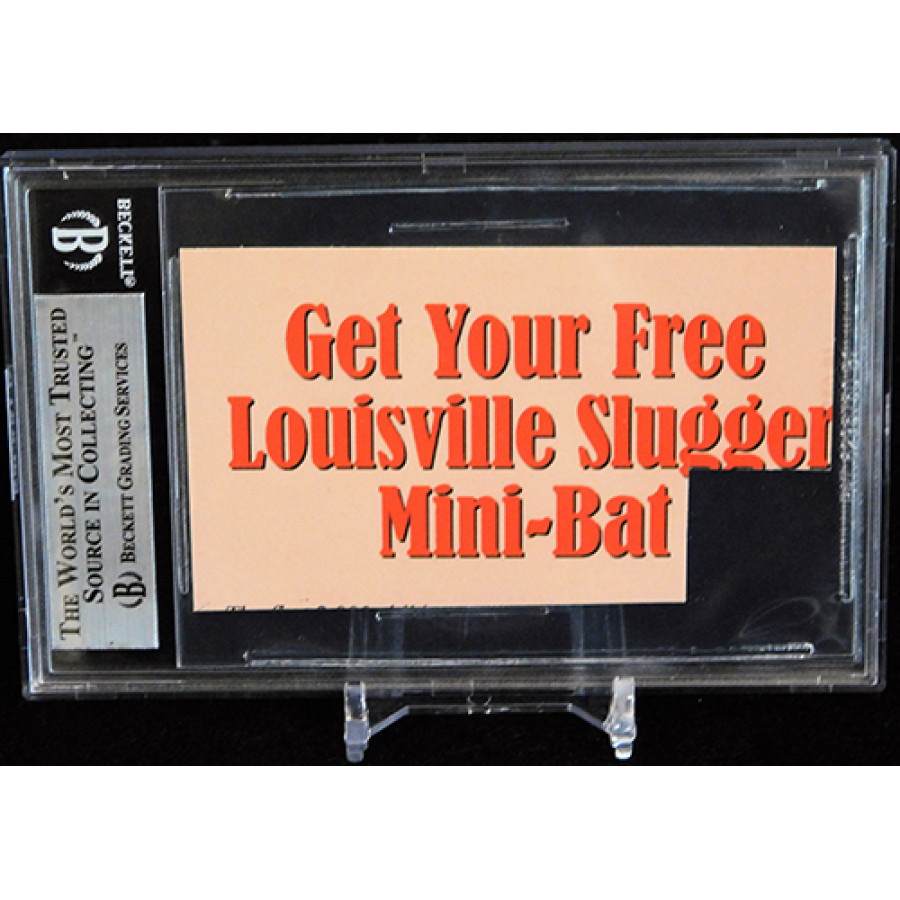 BECKETT®
B
THE WORLD'S MOST TRUSTED
SOURCE IN COLLECTING™
B BECKETT GRADING SERVICES
Get Your Free
Louisville Slugger
Mini-Bat